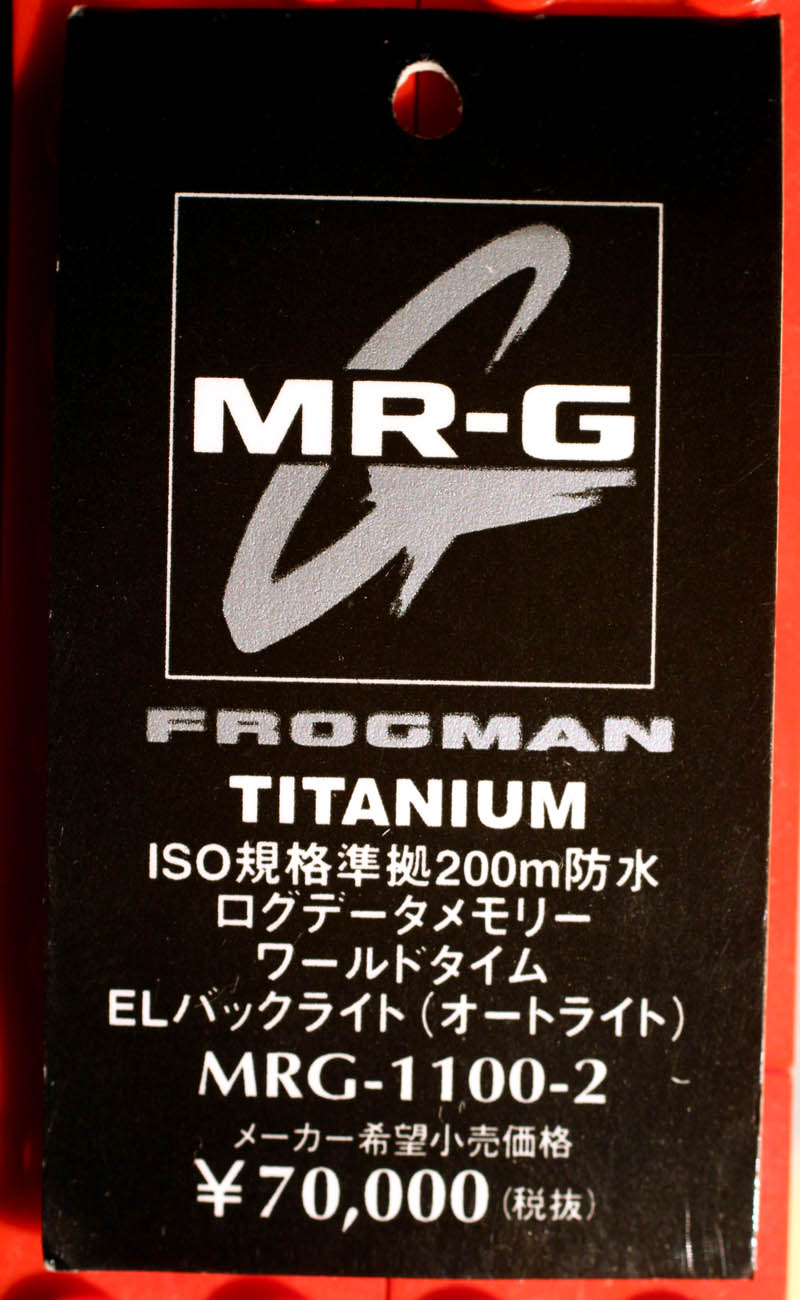 MR-G
FROGMAN
TITANIUM
ISO規格準拠200m防水
ログデータメモリー
ワールドタイム
ELバックライト(オートライト)
MRG-1100-2
メーカー希望小売価格
¥70,000(税抜)